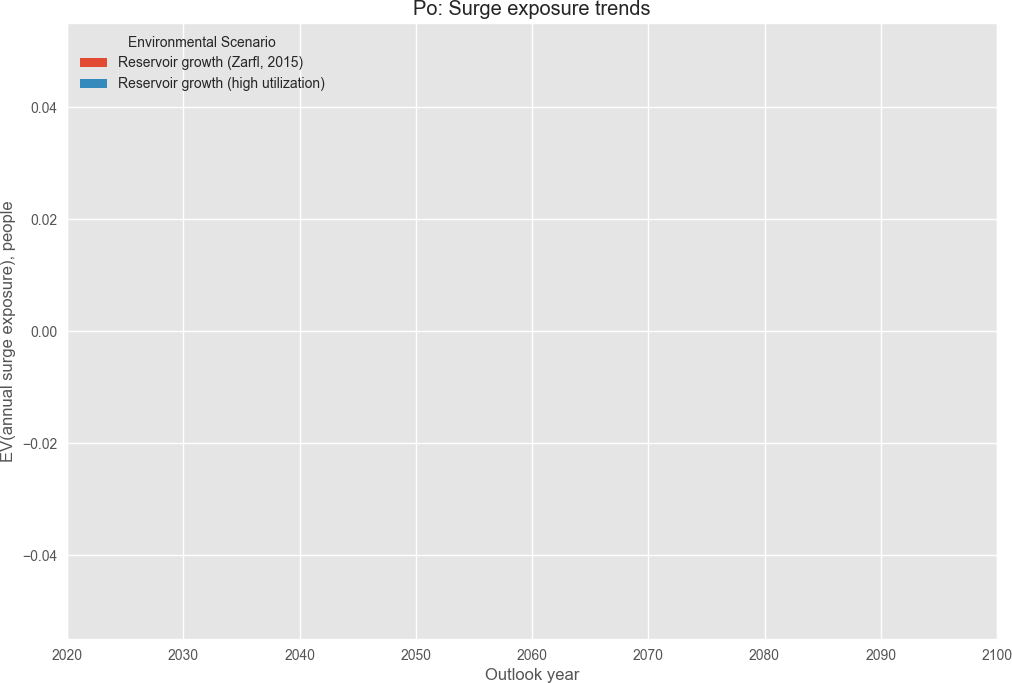 Po: Surge exposure trends
Environmental Scenario
Reservoir growth (Zarfl, 2015)
Reservoir growth (high utilization)
EV(annual surge exposure), people
0.04
0.02
0.00
−0.02
−0.04
2020 2030 2040 2050 2060 2070 2080 2090 2100
Outlook year